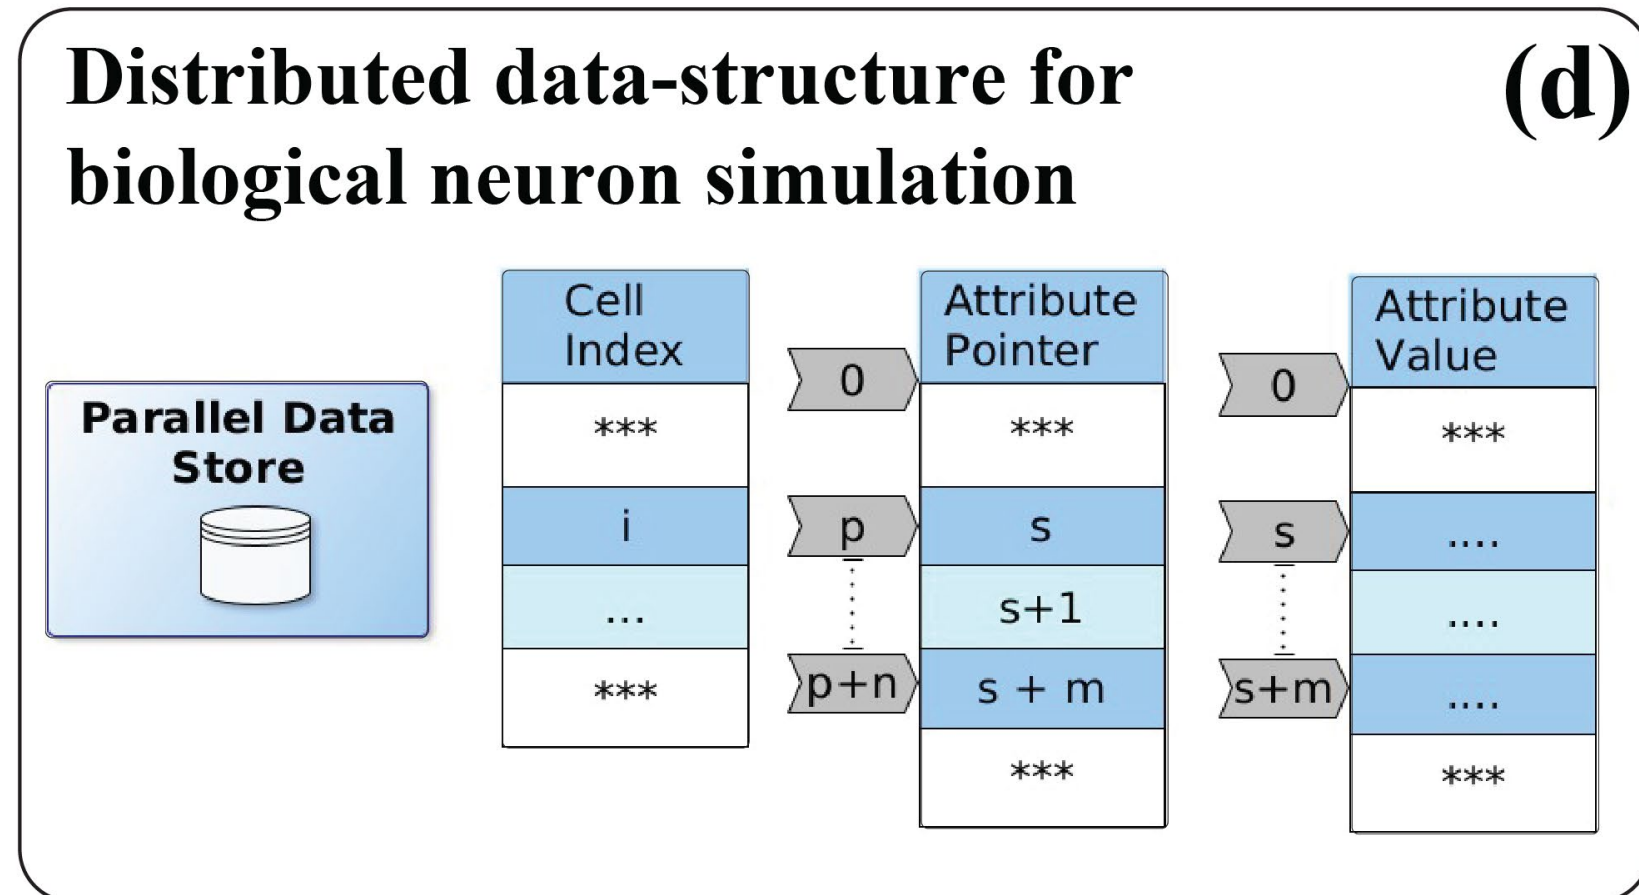 Distributed data-structure for
biological neuron simulation
(d)
Parallel Data
Store
Cell
Index
***
i
...
***
0
p
p+n
Attribute
Pointer
***
s
s+1
s + m
***
0
s
s+m
Attribute
Value
***
....
....
....
***